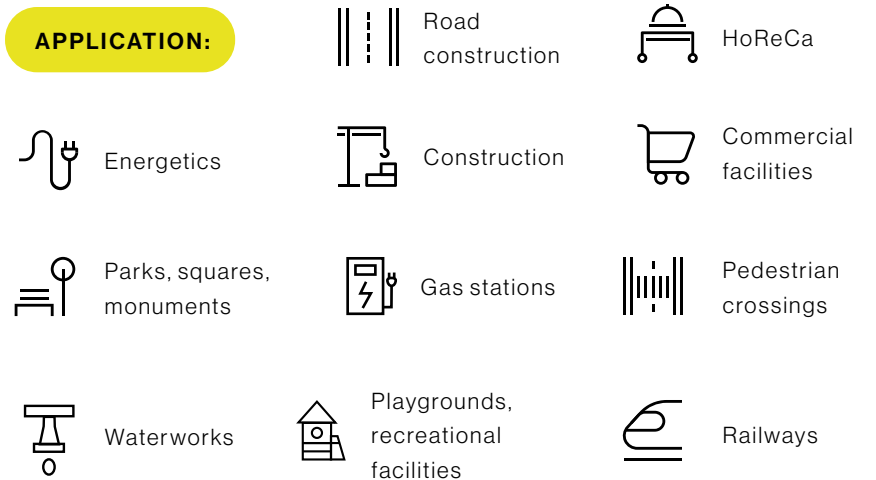 APPLICATION:
Road
construction
HoReCa
Energetics
Construction
Commercial
facilities
Parks, squares,
monuments
Gas stations
Pedestrian
crossings
Waterworks
Playgrounds,
recreational
facilities
Railways